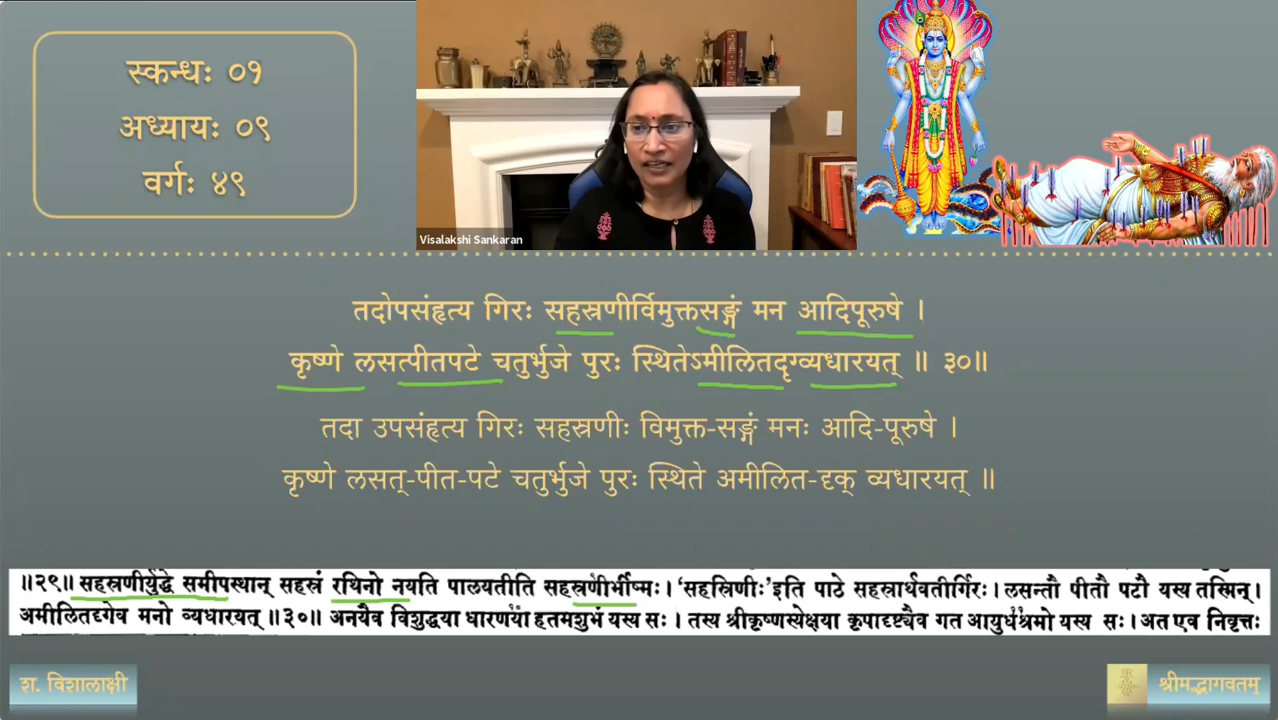 स्कन्धः ०१
अध्यायः ०९
वर्गः ४९
Visalakshi Sankaran
तदोपसंहृत्य गिरः सहस्रणीर्विमुक्तसङ्गं मन आदिपूरुषे ।
कृष्णे लसत्पीतपटे चतुर्भुजे पुरः स्थितेऽमीलितदृग्व्यधारयत् ॥ ३०॥
तदा उपसंहृत्य गिरः सहस्रणीः विमुक्त-सङ्गं मनः आदि-पूरुषे ।
कृष्णे लसत्-पीत-पटे चतुर्भुजे पुरः स्थिते अमीलित-दृक् व्यधारयत् ॥
॥२९॥ सहस्रणीर्युद्धे समीपस्थान् सहस्रं रथिनो नयति पालयतीति सहस्रणीर्भीष्मः। ‘सहस्रिणीः’इति पाठे सहस्रार्थवतीर्गिरः। लसन्तौ पीतौ पटौ यस्य तस्मिन्।
अमीलितदृगेव मनो व्यधारयत्॥३०॥ अनयैव विशुद्धया धारणया हतमशुभं यस्य सः। तस्य श्रीकृष्णस्येक्षया कृपादृष्ट्यैव गत आयुधश्रमो यस्य सः। अत एव निवृत्तः
श. विशालाक्षी
श्रीमद्भागवतम्